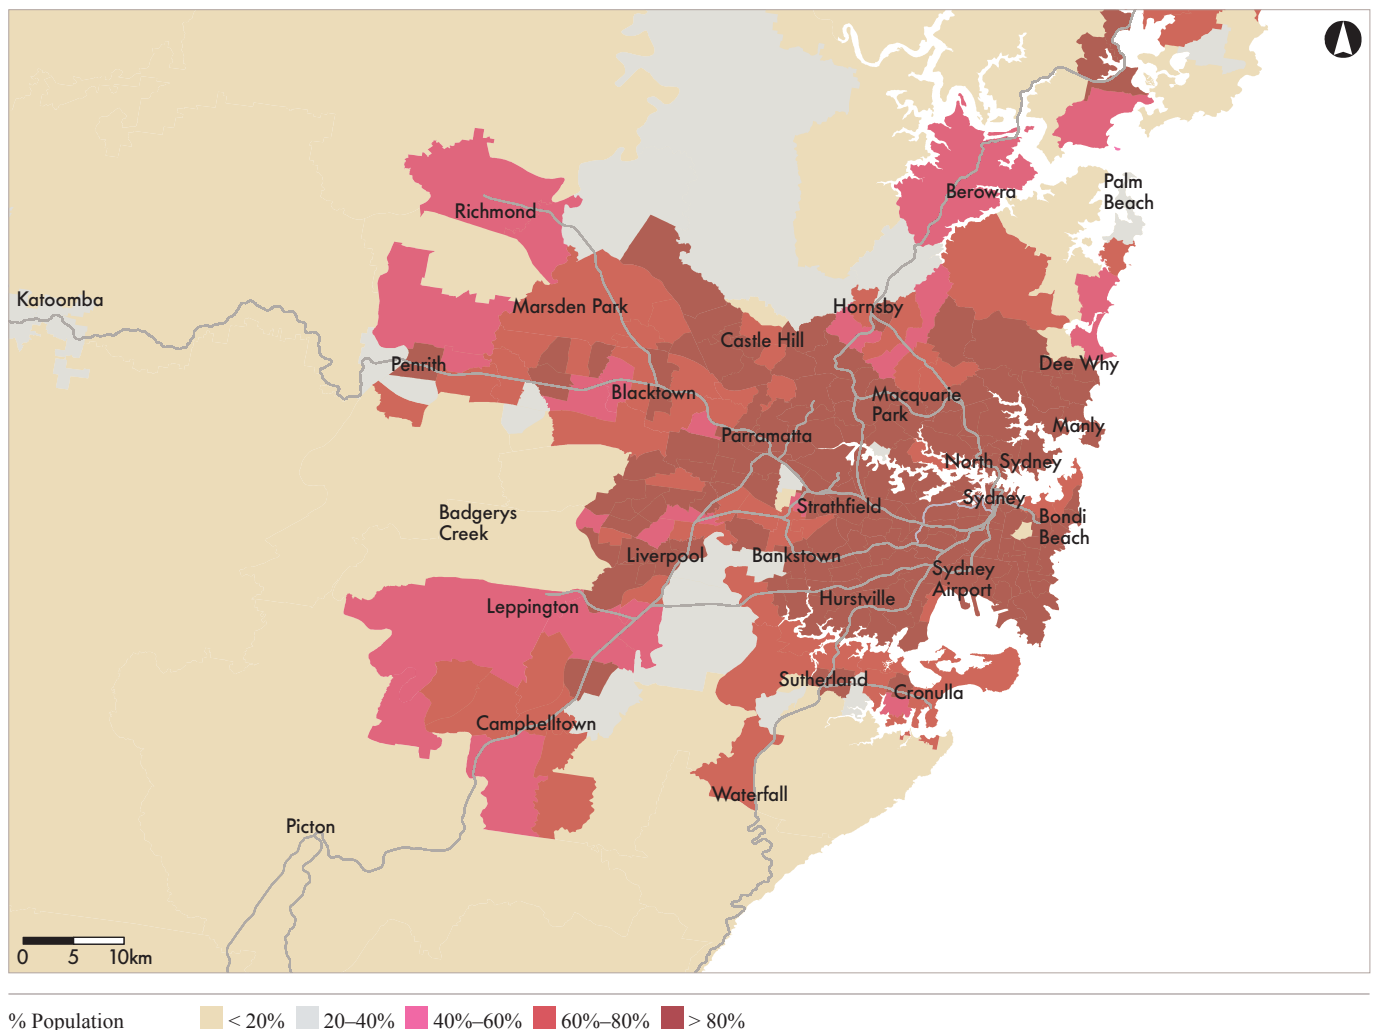 Palm
Beach
Berowra
Richmond
Katoomba
Marsden Park
Hornsby
Castle Hill
Penrith
Dee Why
Blacktown
Macquarie
Park
Manly
Parramatta
North Sydney
Sydney
Strathfield
Badgerys
Creek
Bondi
Beach
Liverpool
Bankstown
Sydney
Airport
Leppington
Hurstville
Sutherland
Cronulla
Campbelltown
Waterfall
Picton
0 5 10km
% Population < 20% 20–40% 40%–60% 60%–80% > 80%